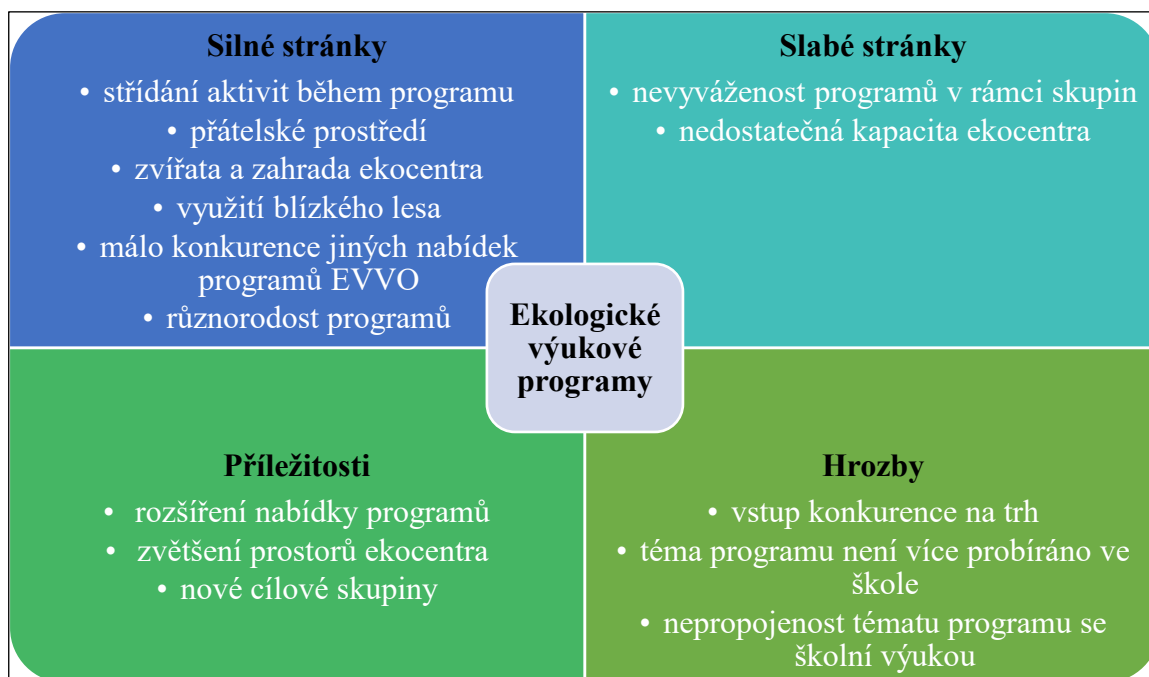 Silné stránky
• střídání aktivit během programu
• přátelské prostředí
• zvířata a zahrada ekocentra
• využití blízkého lesa
• málo konkurence jiných nabídek
programů EVVO
• různorodost programů
Slabé stránky
• nevyváženost programů v rámci skupin
• nedostatečná kapacita ekocentra
Ekologické
výukové
programy
Příležitosti
• rozšíření nabídky programů
• zvětšení prostorů ekocentra
• nové cílové skupiny
Hrozby
• vstup konkurence na trh
• téma programu není více probíráno ve
škole
• nepropojenost tématu programu se
školní výukou